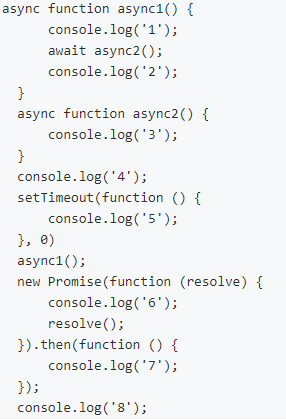 async function async1() {
    console.log('1');
    await async2();
    console.log('2');
}
async function async2() {
    console.log('3');
}
console.log('4');
setTimeout(function () {
    console.log('5');
}, 0)
async1();
new Promise(function (resolve) {
    console.log('6');
    resolve();
}).then(function () {
    console.log('7');
});
console.log('8');